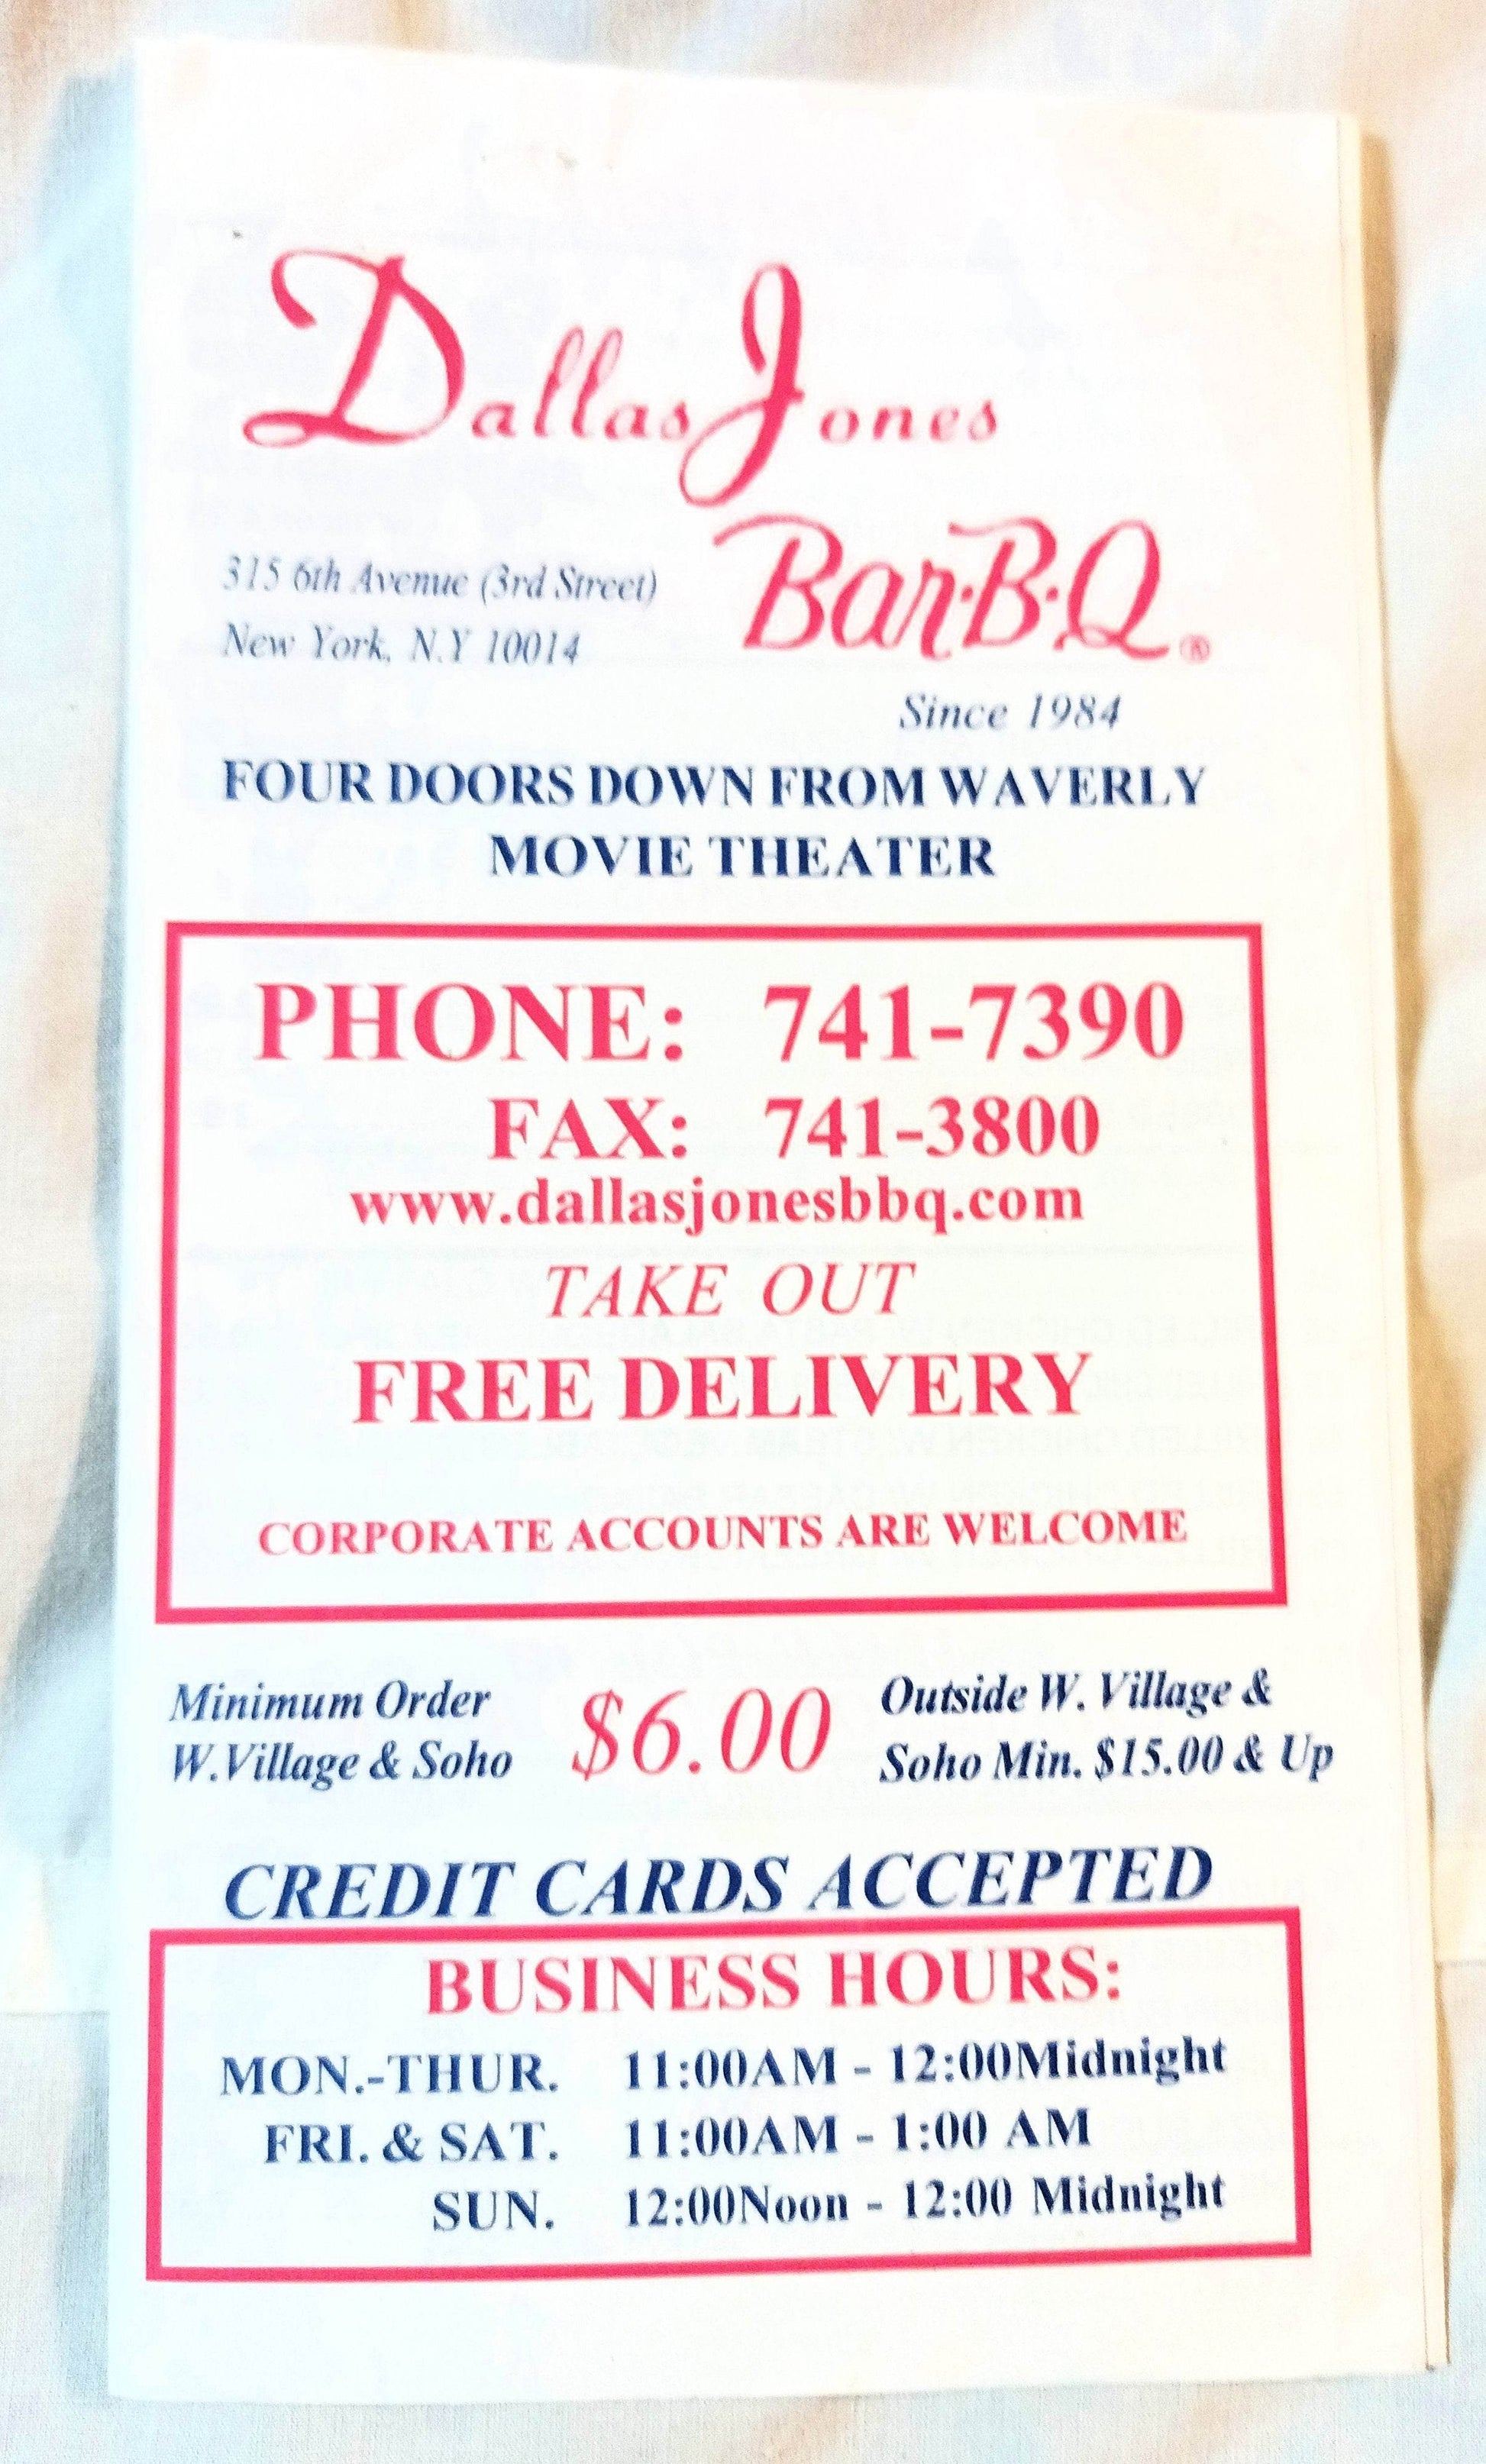 Dallas Jones
Bar·B·Q®
315 6th Avenue (3rd Street)
New York, N.Y 10014
Since 1984
FOUR DOORS DOWN FROM WAVERLY
MOVIE THEATER
PHONE: 741-7390
FAX: 741-3800
www.dallasjonesbbq.com
TAKE OUT
FREE DELIVERY
CORPORATE ACCOUNTS ARE WELCOME
Minimum Order
W.Village & Soho
$6.00
Outside W. Village &
Soho Min. $15.00 & Up
CREDIT CARDS ACCEPTED
BUSINESS HOURS:
MON.-THUR. 11:00AM - 12:00Midnight
FRI. & SAT. 11:00AM - 1:00 AM
SUN. 12:00Noon - 12:00 Midnight